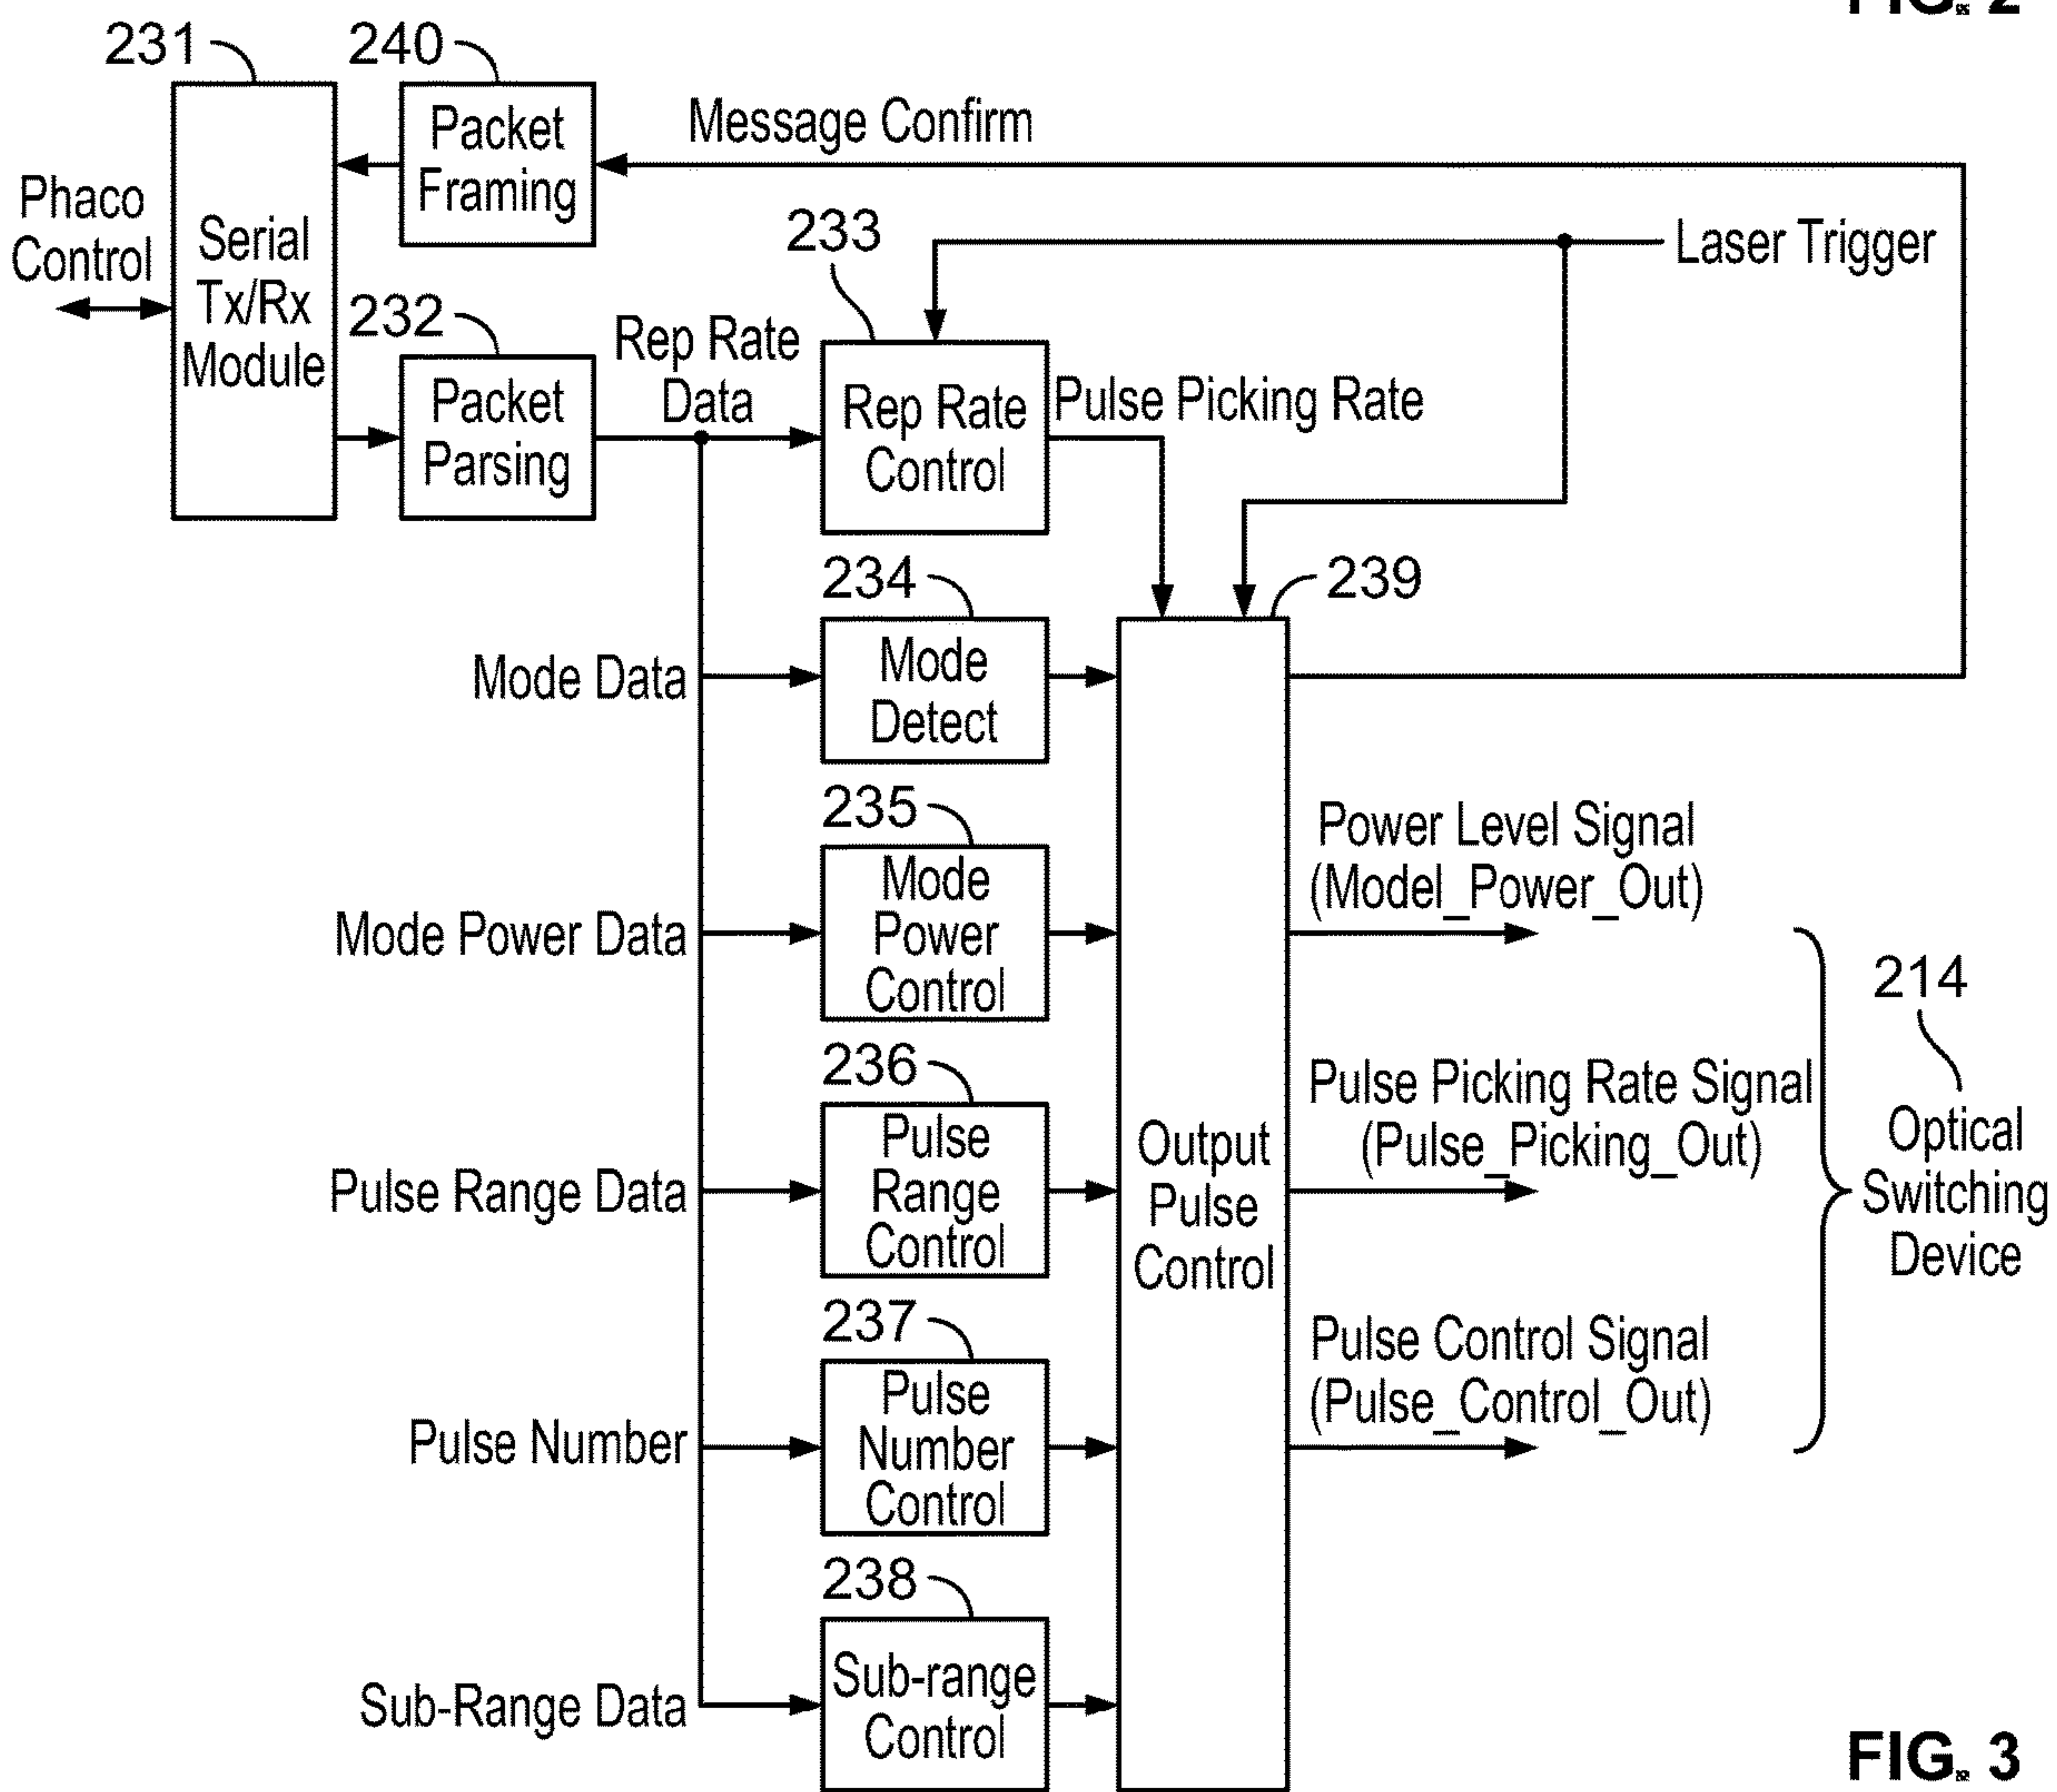 FIG. 2
231
240
Packet
Framing
Message Confirm
Phaco
Control
Serial
Tx/Rx
Module
233
Laser Trigger
232
Packet
Parsing
Rep Rate
Data
Rep Rate
Control
Pulse Picking Rate
234
239
Mode Data
Mode
Detect
235
Mode Power Data
Mode
Power
Control
Power Level Signal
(Model_Power_Out)
214
Optical
Switching
Device
236
Pulse Range Data
Pulse
Range
Control
Output
Pulse
Control
Pulse Picking Rate Signal
(Pulse_Picking_Out)
237
Pulse Number
Pulse
Number
Control
Pulse Control Signal
(Pulse_Control_Out)
238
Sub-Range Data
Sub-range
Control
FIG. 3